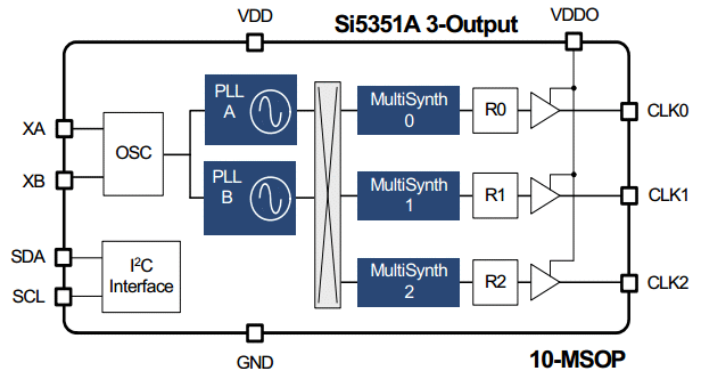 VDD
Si5351A 3-Output
VDDO
PLL
A
MultiSynth
0
R0
CLK0
XA
OSC
XB
PLL
B
MultiSynth
1
R1
CLK1
SDA
I²C
Interface
SCL
MultiSynth
2
R2
CLK2
GND
10-MSOP